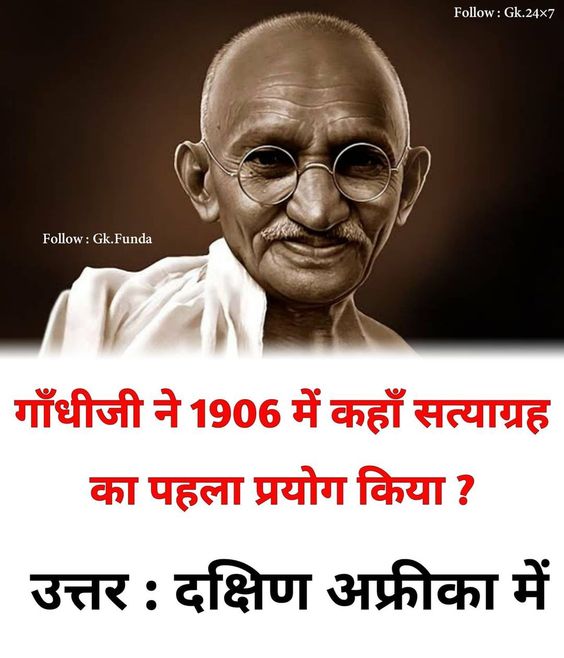 Follow : Gk.24×7
Follow : Gk.Funda
गाँधीजी ने 1906 में कहाँ सत्याग्रह
का पहला प्रयोग किया ?
उत्तर : दक्षिण अफ्रीका में